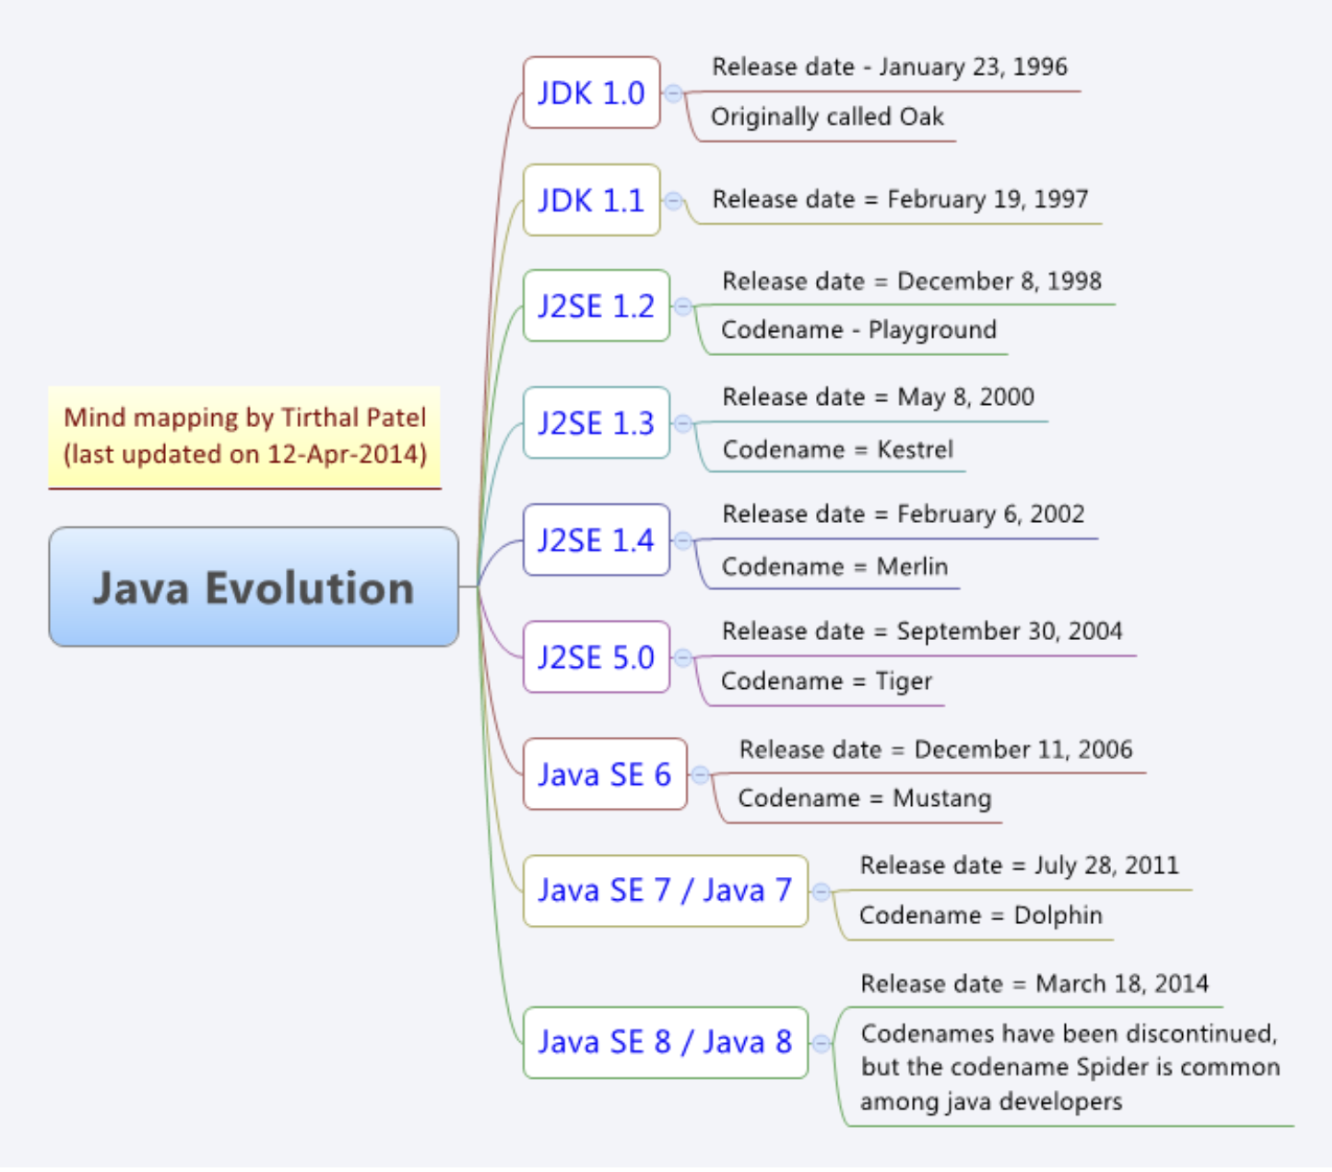 JDK 1.0
Release date - January 23, 1996
Originally called Oak
JDK 1.1
Release date = February 19, 1997
J2SE 1.2
Release date = December 8, 1998
Codename - Playground
J2SE 1.3
Release date = May 8, 2000
Codename = Kestrel
Mind mapping by Tirthal Patel
(last updated on 12-Apr-2014)
Java Evolution
J2SE 1.4
Release date = February 6, 2002
Codename = Merlin
J2SE 5.0
Release date = September 30, 2004
Codename = Tiger
Java SE 6
Release date = December 11, 2006
Codename = Mustang
Java SE 7 / Java 7
Release date = July 28, 2011
Codename = Dolphin
Java SE 8 / Java 8
Release date = March 18, 2014
Codenames have been discontinued,
but the codename Spider is common
among java developers